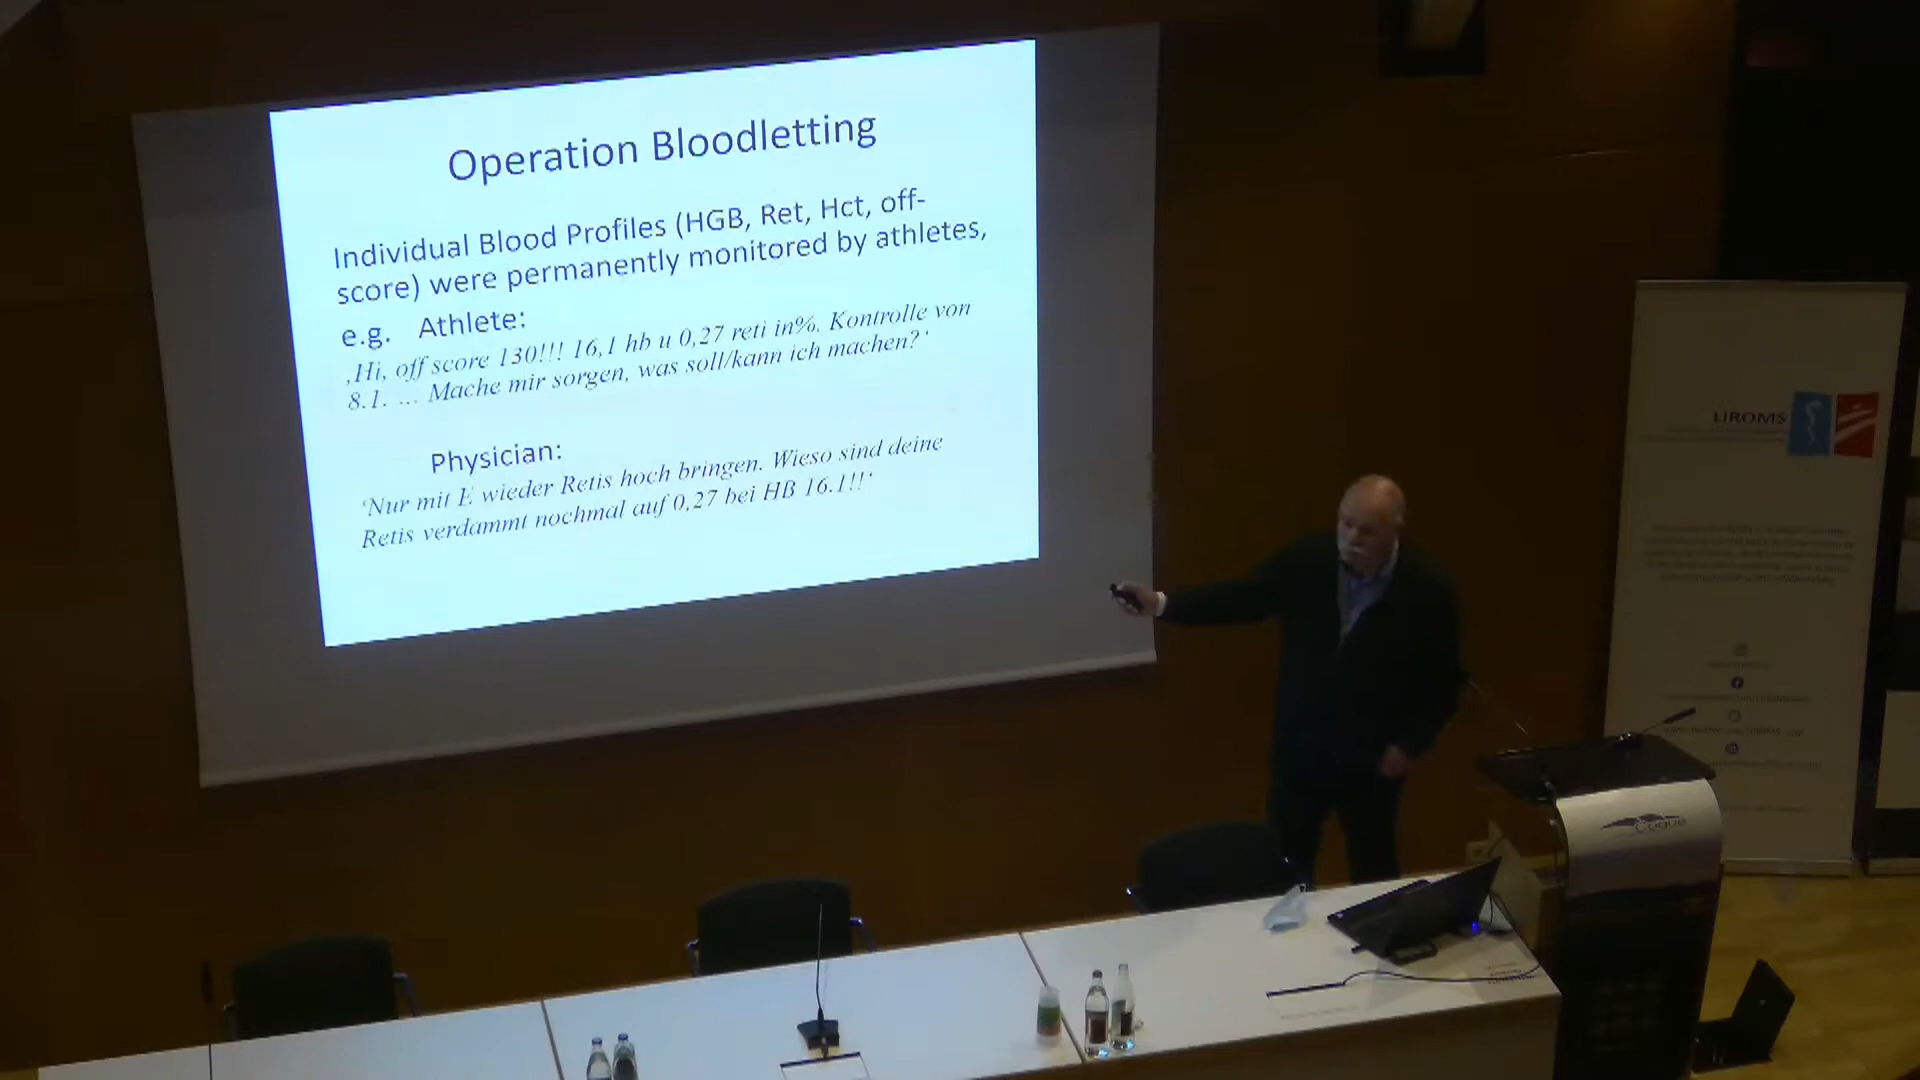 Operation Bloodletting
Individual Blood Profiles (HGB, Ret, Hct, off-
score) were permanently monitored by athletes,
e.g. Athlete:
‚Hi, off score 130!!! 16,1 hb u 0,27 reti in%. Kontrolle von
8.1. ... Mache mir sorgen, was soll/kann ich machen?‘
Physician:
‘Nur mit E wieder Retis hoch bringen. Wieso sind deine
Retis verdammt nochmal auf 0,27 bei HB 16.1!!‘
LIROMS
Coque